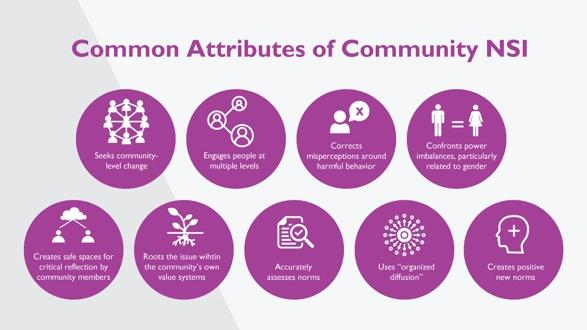 Common Attributes of Community NSI
Seeks community-
level change
Engages people at
multiple levels
x
Corrects
misperceptions around
harmful behavior
Confronts power
imbalances, particularly
related to gender
Creates safe spaces for
critical reflection by
community members
Roots the issue wihtin
the community's own
value systems
Accurately
assesses norms
Uses "organized
diffusion"
Creates positive
new norms